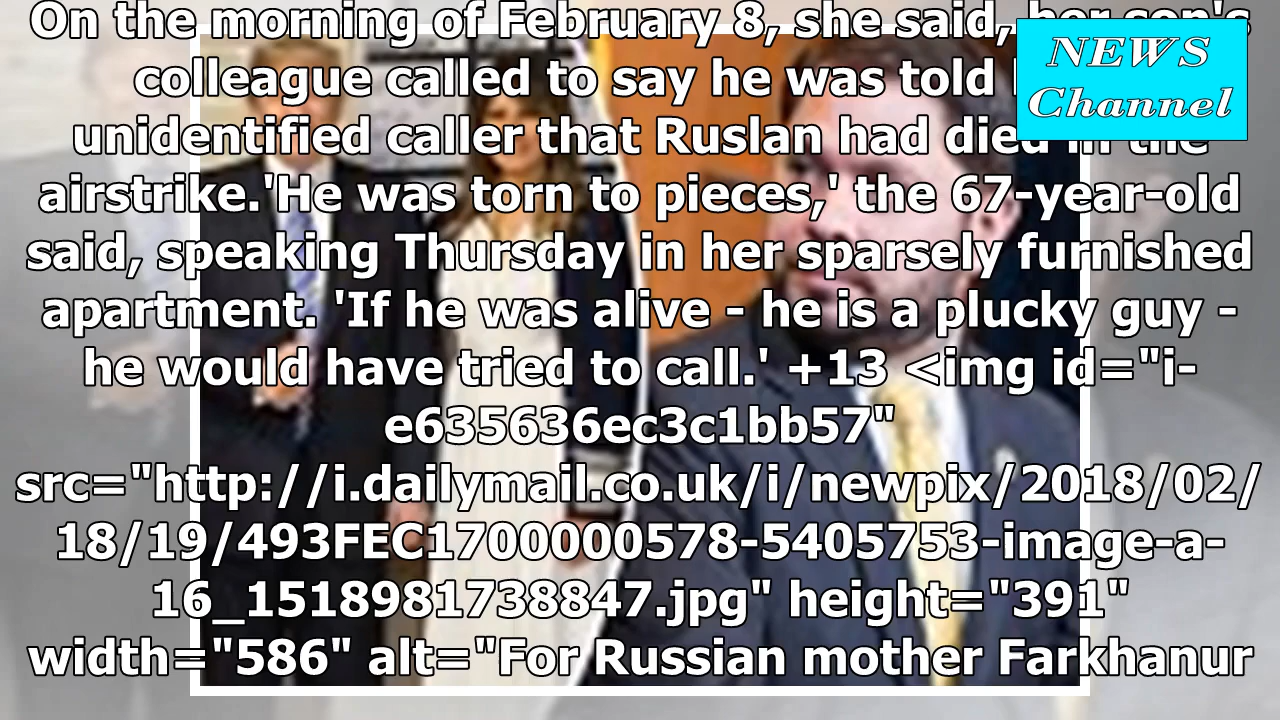 On the morning of February 8, she said, her son's
colleague called to say he was told
unidentified caller that Ruslan had died in the
airstrike.'He was torn to pieces,' the 67-year-old
said, speaking Thursday in her sparsely furnished
apartment. 'If he was alive - he is a plucky guy -
he would have tried to call.' +13 <img id="i-
e635636ec3c1bb57"
src="http://i.dailymail.co.uk/i/newpix/2018/02/
18/19/493FEC1700000578-5405753-image-a-
16_1518981738847.jpg" height="391"
width="586" alt="For Russian mother Farkhanur
NEWS
Channel